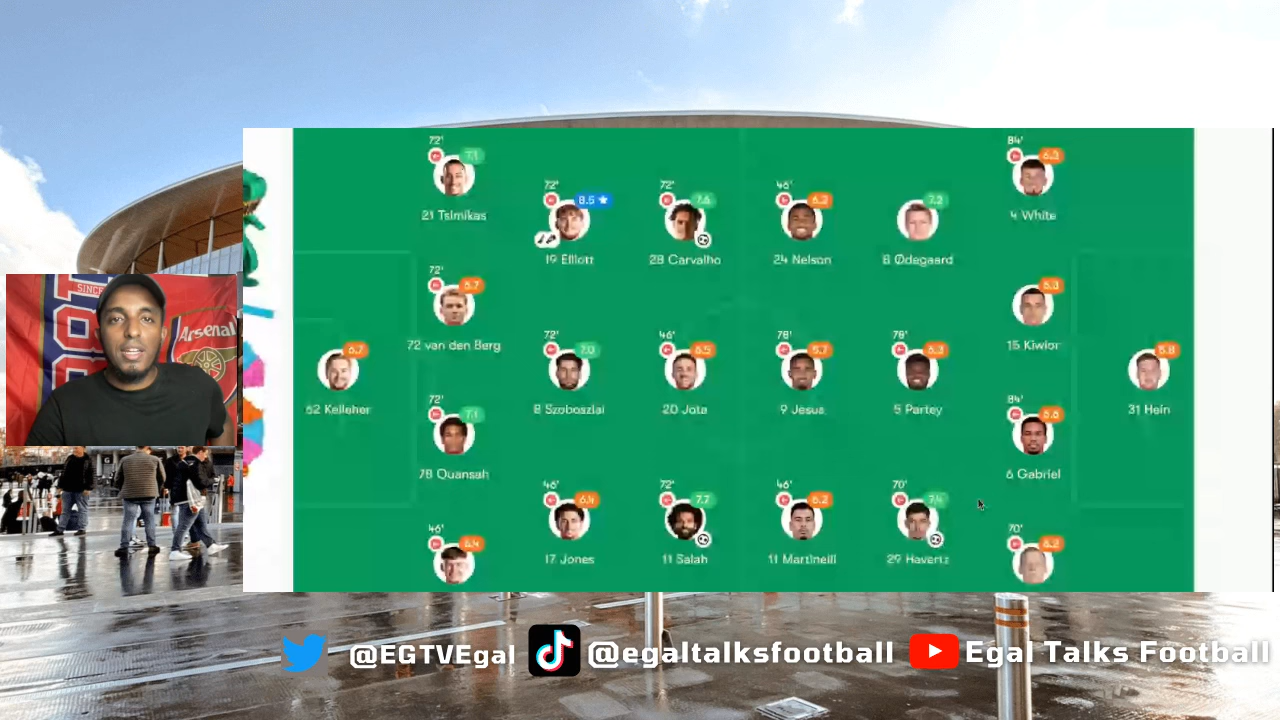 72'
7.1
21 Tsimikas
72'
8.5
19 Elliott
72'
7.6
28 Carvalho
46'
6.2
24 Nelson
7.2
8 Ødegaard
84'
6.3
4 White
72'
5.7
72 van den Berg
15 Kiwior
6.7
62 Kelleher
72'
7.0
8 Szoboszlai
46'
6.5
20 Jota
78'
5.7
9 Jesus
78'
6.3
5 Partey
5.8
31 Hein
72'
7.1
78 Quansah
84'
6.6
6 Gabriel
46'
6.4
17 Jones
72'
7.7
11 Salah
46'
6.2
11 Martinelli
70'
7.4
29 Havertz
46'
6.4
70'
6.2
SINCE
Arsenal
@EGTVEgal
@egaltalksfootball
Egal Talks Football